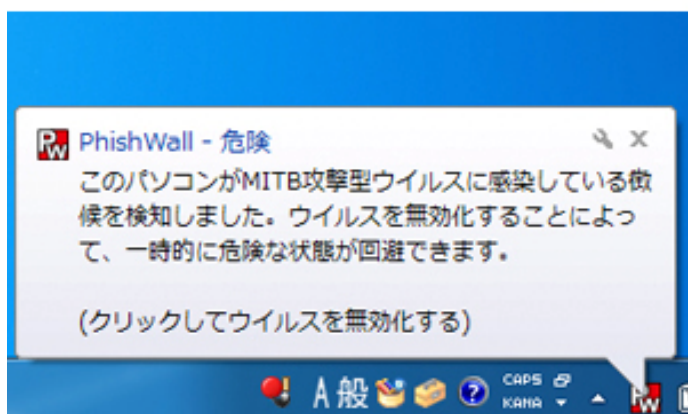 PhishWall - 危険
このパソコンがMITB攻撃型ウイルスに感染している徴
候を検知しました。ウイルスを無効化することによっ
て、一時的に危険な状態が回避できます。
(クリックしてウイルスを無効化する)
A 般 CAPS
KANA
PW